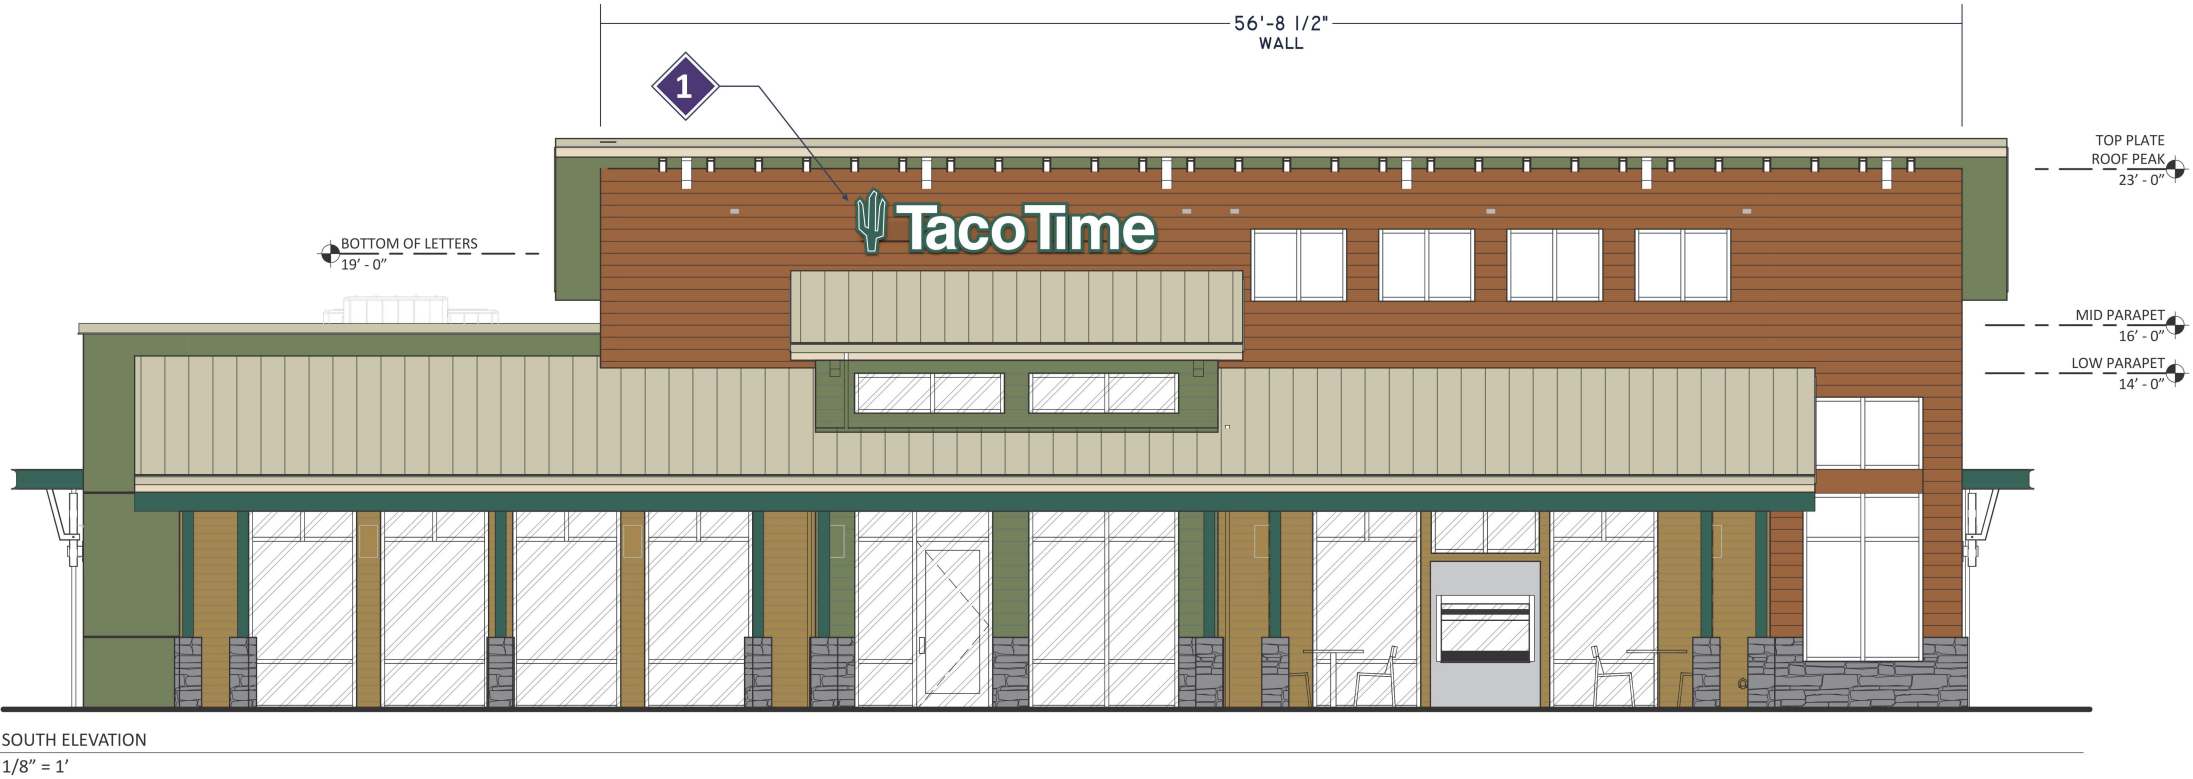 56'-8 1/2"
WALL
1
TOP PLATE
ROOF PEAK
23' - 0"
TacoTime
BOTTOM OF LETTERS
19' - 0"
MID PARAPET
16' - 0"
LOW PARAPET
14' - 0"
SOUTH ELEVATION
1/8" = 1'